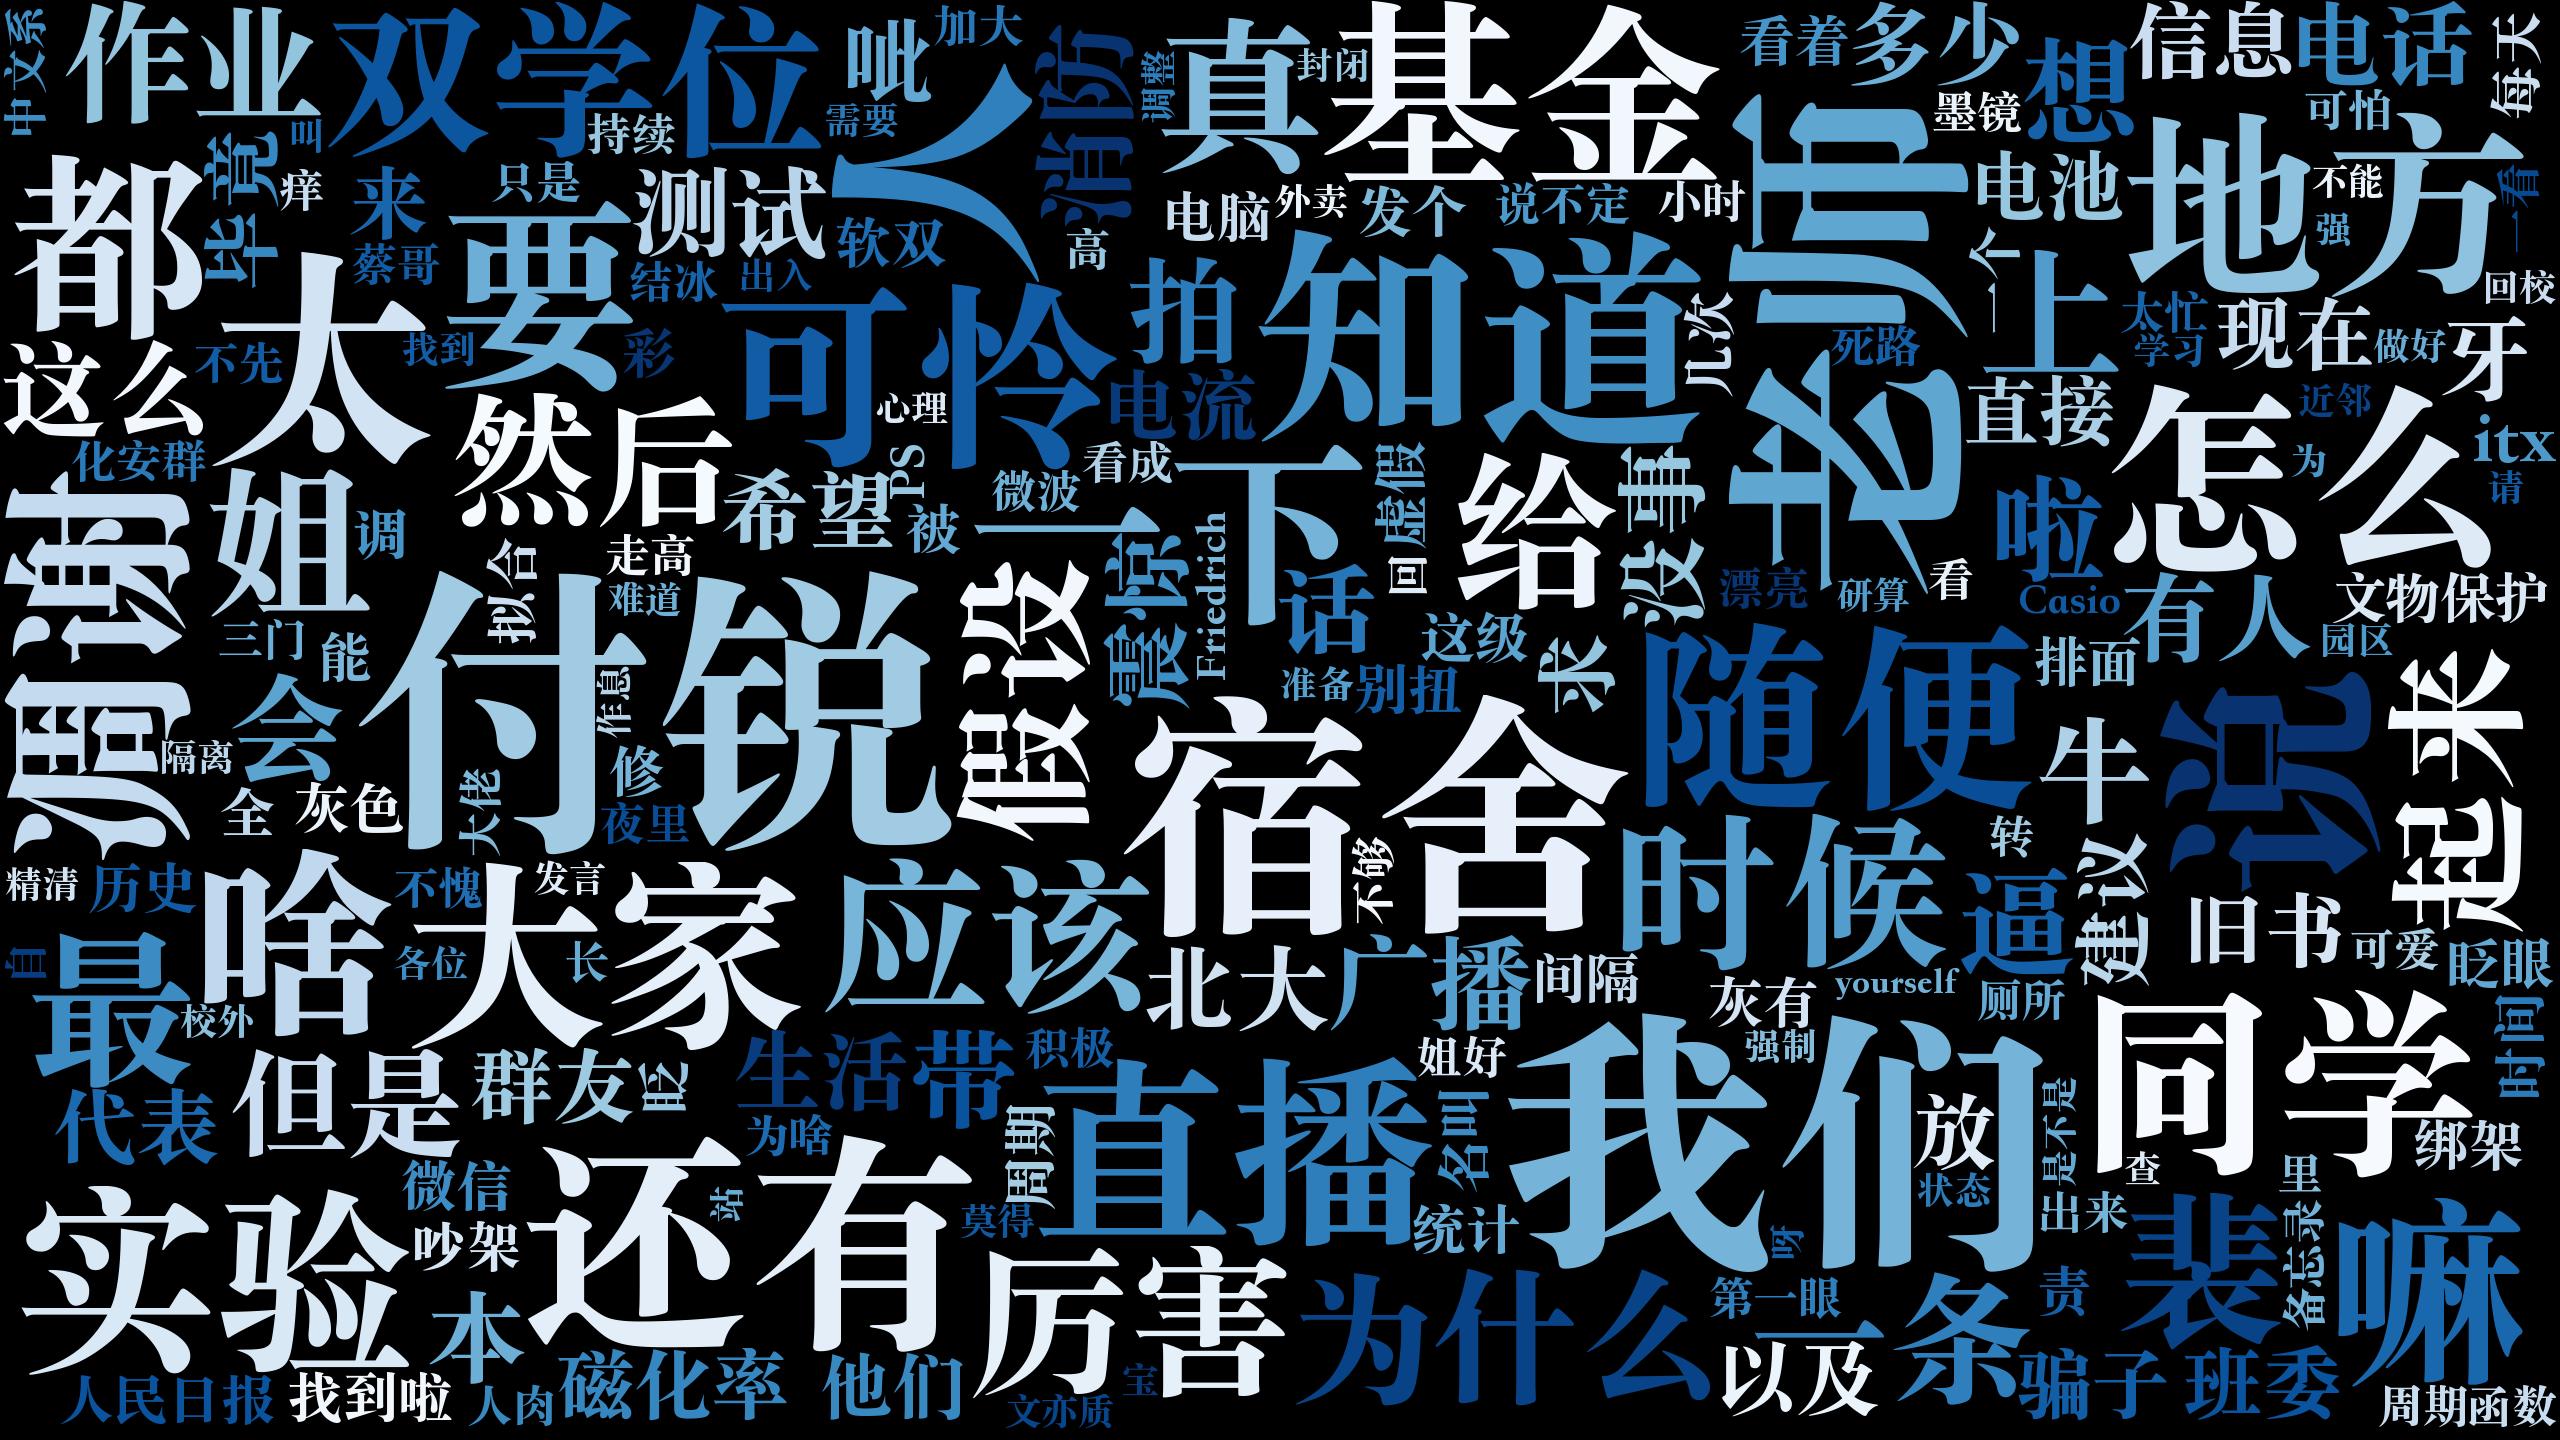 中文系
作业
双学位
呲
加大
消防
调整
真
封闭
基金
看着
多少
想
信息
电话
每天
毕竟
叫
持续
需要
人
墨镜
可怕
都
痒
来
只是
测试
软双
高
电脑
外卖
发个
说不定
小时
老师
电池
地方
不能
强
一看
蔡哥
要
结冰
出入
一个
回校
这么
不先
太
找到
彩
可怜
拍
知道
几次
死路
上
太忙
学习
现在
做好
牙
化安群
然后
心理
电流
直接
怎么
近邻
itx
为
请
谢谢
姐
调
希望
PS
被
微波
看成
一下
假
虚
回
给
没事
啦
拟合
走高
难道
震惊
Friedrich
话
漂亮
研算
看
Casio
有人
文物保护
三门
能
付锐
假设
这级
求
随便
排面
园区
会
作息
准备
别扭
隔离
修
宿舍
牛
说
起来
全
灰色
大佬
夜里
时候
转
建议
精清
历史
啥
不愧
发言
大家
应该
不够
逼
旧书
可爱
眨眼
自
最
各位
长
北大
广播
间隔
灰有
yourself
厕所
校外
强制
同学
时间
代表
但是
群友
眨
生活
带
积极
姐好
我们
为啥
周期
直播
名叫
放
是不是
绑架
查
微信
还有
站
莫得
统计
状态
出来
里
实验
吵架
呀
裴
备忘录
嘛
本
厉害
为什么
第一眼
条
责
人民日报
找到啦
人肉
磁化率
他们
文亦质
宝
以及
骗子
班委
周期函数